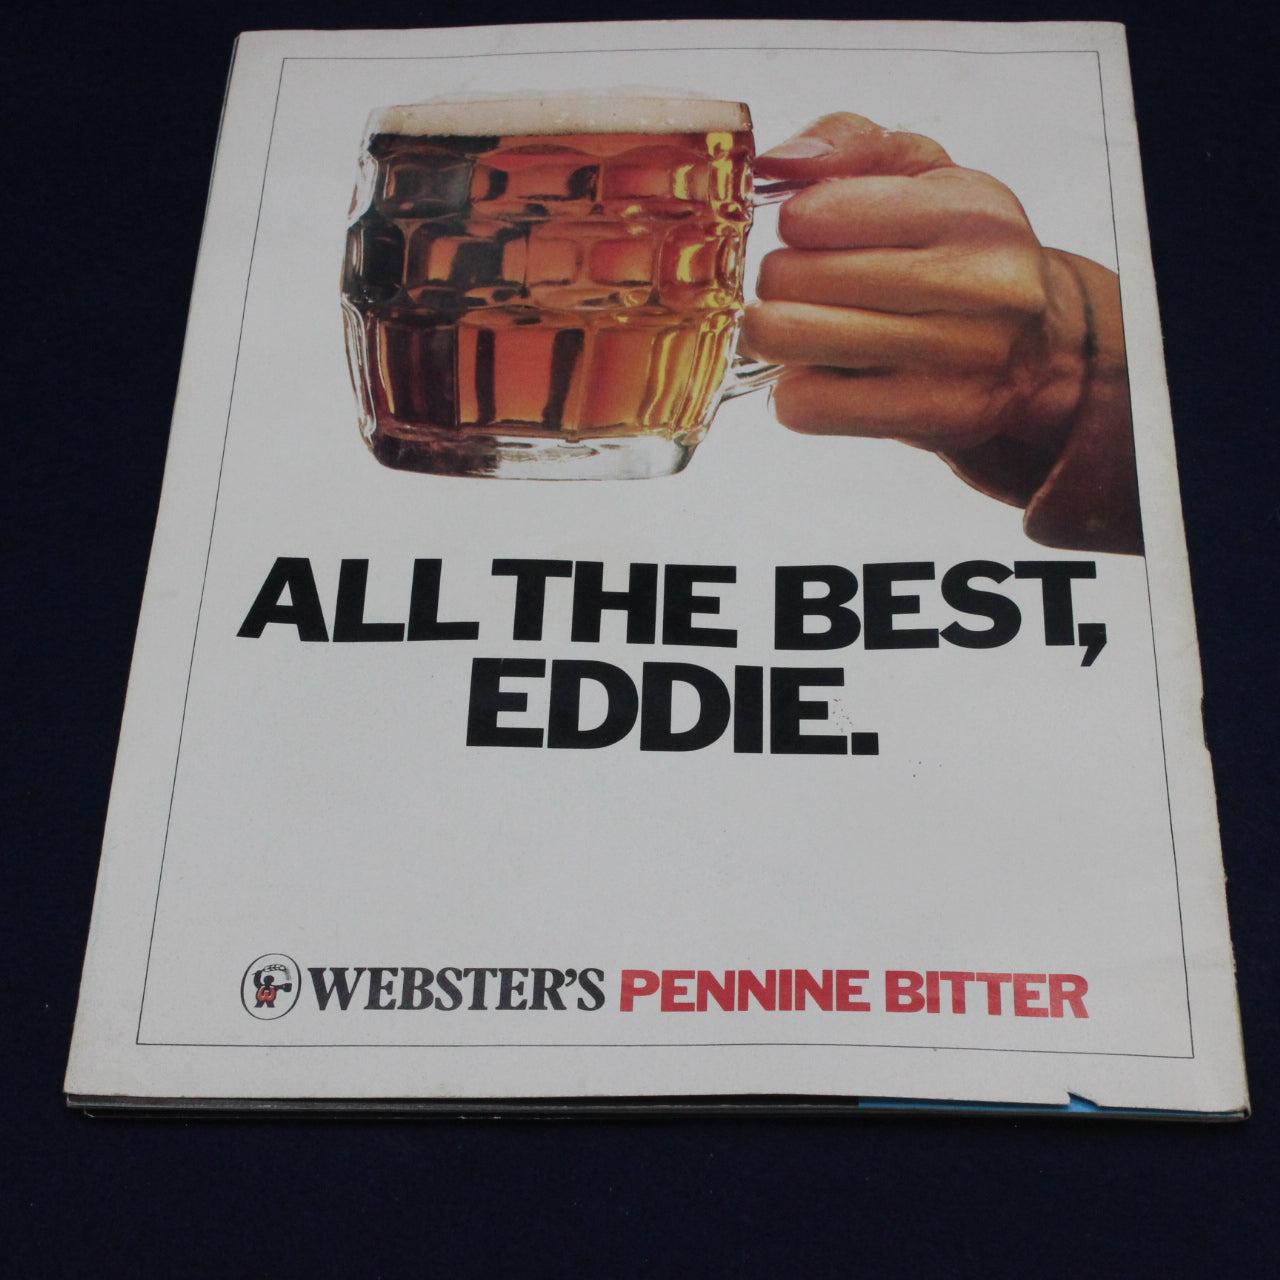 ALL THE BEST,
EDDIE.
WEBSTER'S PENNINE BITTER